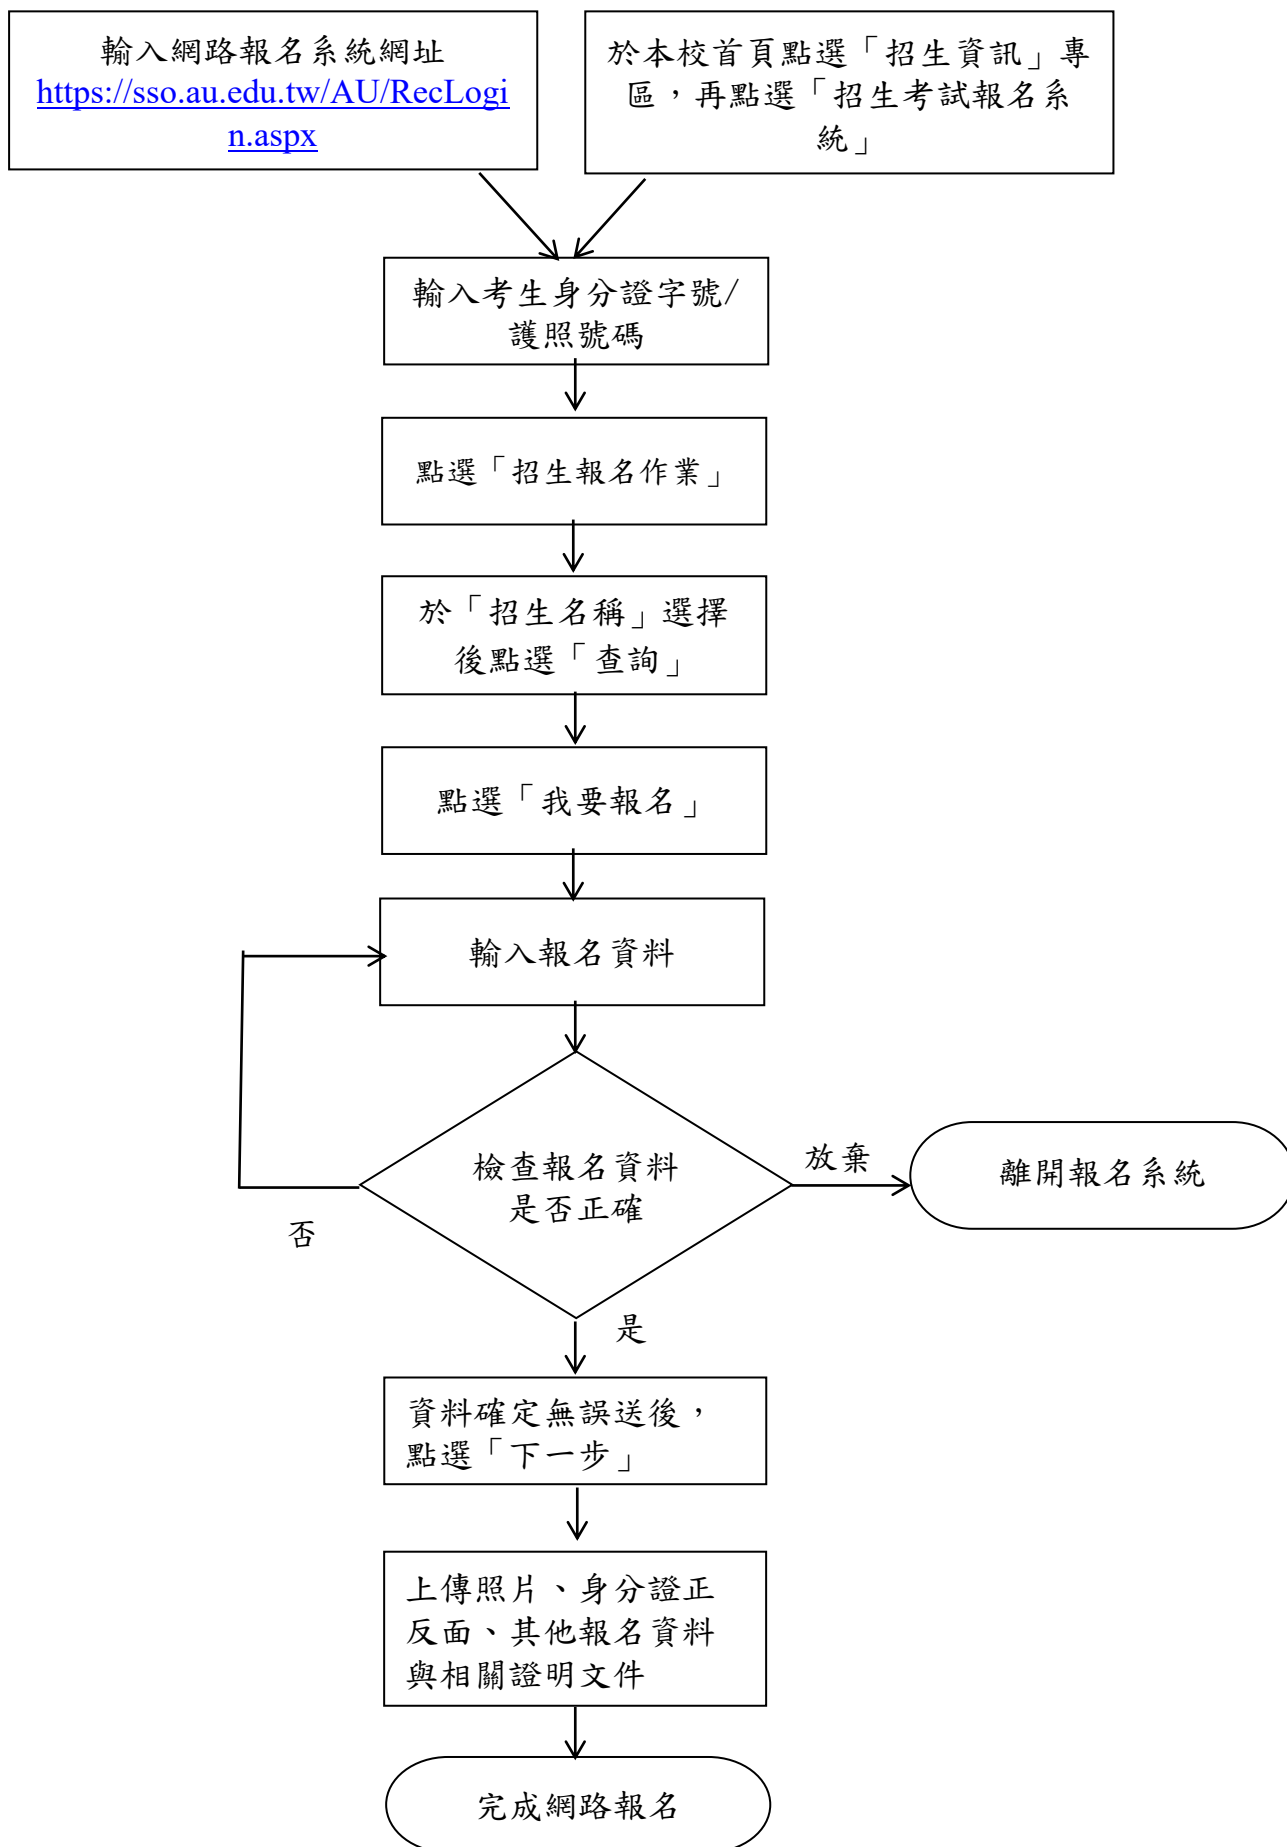 輸入網路報名系統網址
https://sso.au.edu.tw/AU/RecLogi
n.aspx
於本校首頁點選「招生資訊」專
區，再點選「招生考試報名系
統」
輸入考生身分證字號/
護照號碼
點選「招生報名作業」
於「招生名稱」選擇
後點選「查詢」
點選「我要報名」
輸入報名資料
檢查報名資料
是否正確
放棄
離開報名系統
否
是
資料確定無誤送後，
點選「下一步」
上傳照片、身分證正
反面、其他報名資料
與相關證明文件
完成網路報名